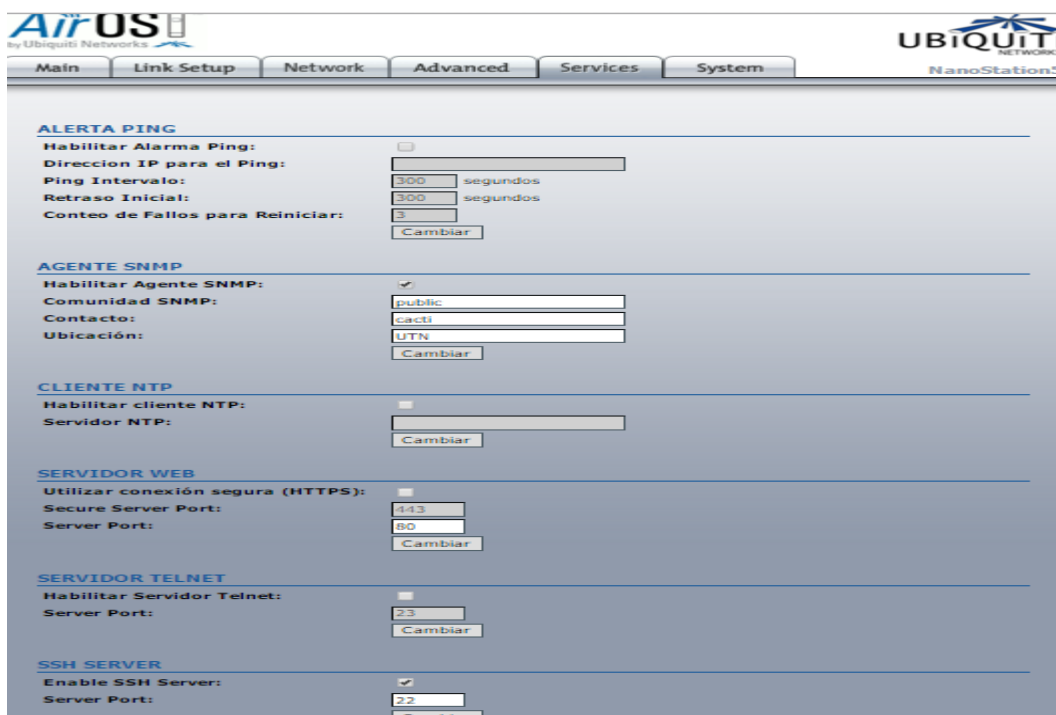 AirOS
by Ubiquiti Networks
UBiQUiTi
NETWORKS
Main Link Setup Network Advanced Services System
NanoStation5
ALERTA PING
Habilitar Alarma Ping:
Direccion IP para el Ping:
Ping Intervalo: 300 segundos
Retraso Inicial: 300 segundos
Conteo de Fallos para Reiniciar: 3
Cambiar
AGENTE SNMP
Habilitar Agente SNMP:
Comunidad SNMP: public
Contacto: cacti
Ubicación: UTN
Cambiar
CLIENTE NTP
Habilitar cliente NTP:
Servidor NTP:
Cambiar
SERVIDOR WEB
Utilizar conexión segura (HTTPS):
Secure Server Port: 443
Server Port: 80
Cambiar
SERVIDOR TELNET
Habilitar Servidor Telnet:
Server Port: 23
Cambiar
SSH SERVER
Enable SSH Server:
Server Port: 22